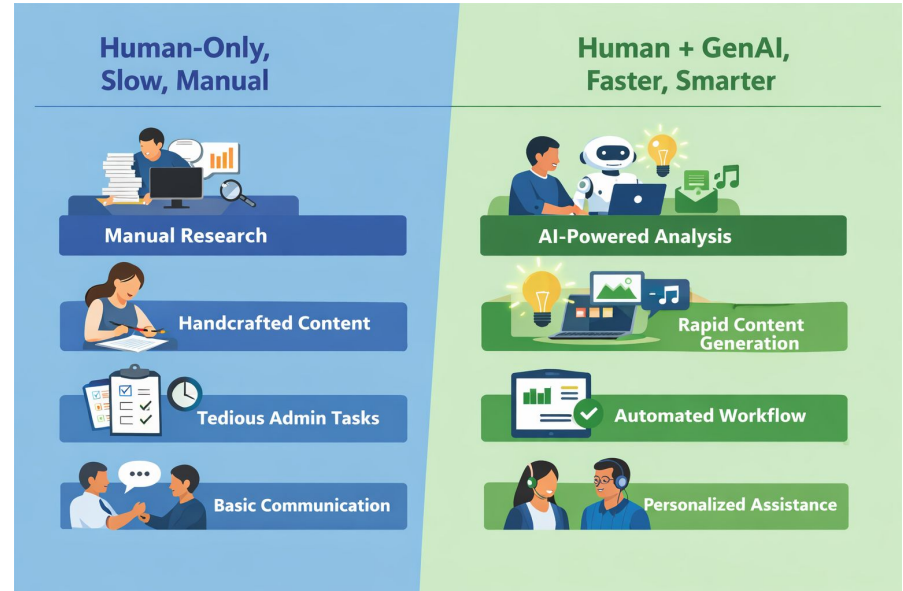 Human-Only,
Slow, Manual
Manual Research
Handcrafted Content
Tedious Admin Tasks
Basic Communication
Human + GenAI,
Faster, Smarter
AI-Powered Analysis
Rapid Content
Generation
Automated Workflow
Personalized Assistance